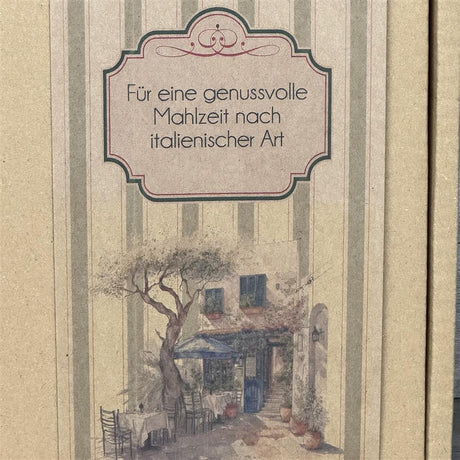 Für eine genussvolle
Mahlzeit nach
italienischer Art